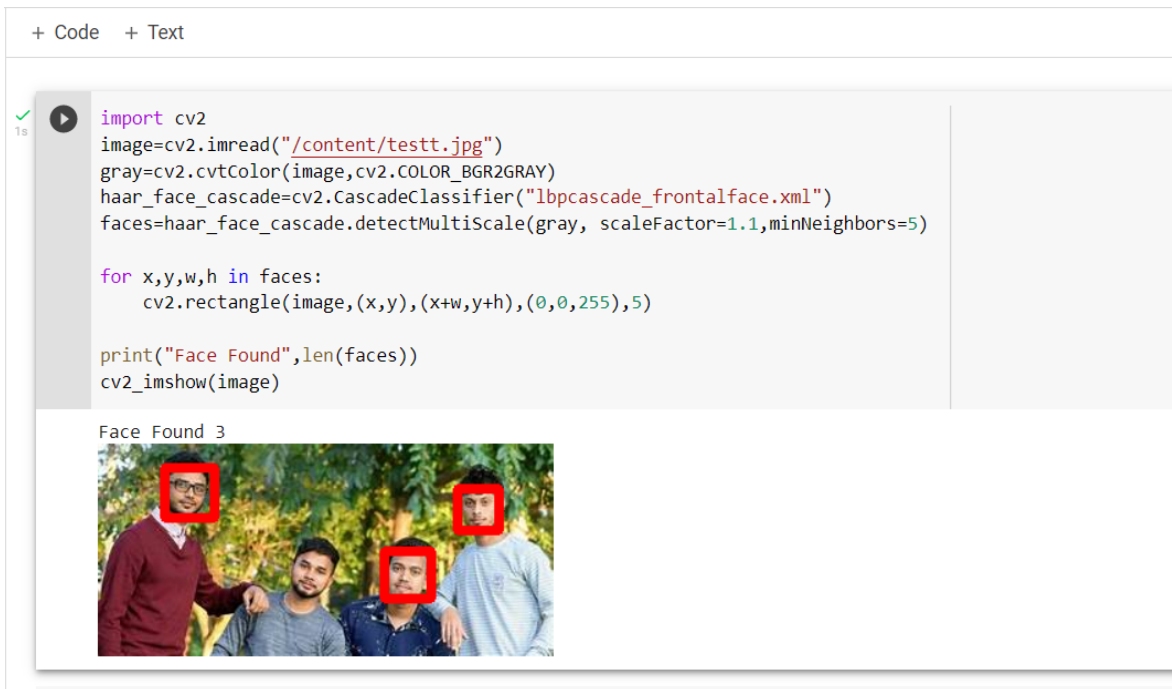 + Code + Text
1s
import cv2
image=cv2.imread("/content/testt.jpg")
gray=cv2.cvtColor(image,cv2.COLOR_BGR2GRAY)
haar_face_cascade=cv2.CascadeClassifier("lbpcascade_frontalface.xml")
faces=haar_face_cascade.detectMultiScale(gray, scaleFactor=1.1,minNeighbors=5)
for x,y,w,h in faces:
    cv2.rectangle(image,(x,y),(x+w,y+h),(0,0,255),5)
print("Face Found",len(faces))
cv2_imshow(image)
Face Found 3